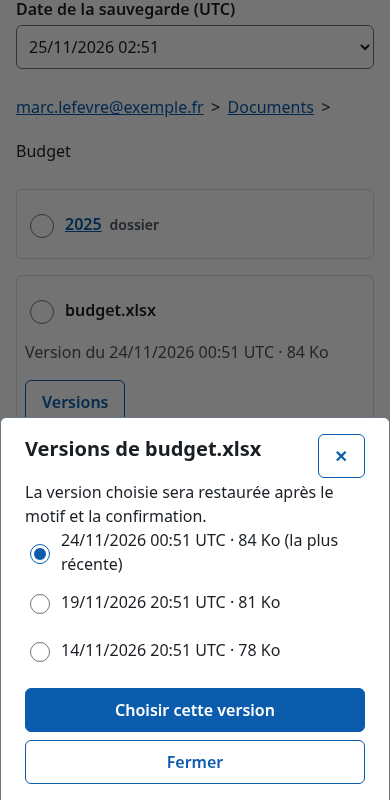 Date de la sauvegarde (UTC)
25/11/2026 02:51
marc.lefevre@exemple.fr > Documents >
Budget
2025 dossier
budget.xlsx
Version du 24/11/2026 00:51 UTC · 84 Ko
Versions
Versions de budget.xlsx
×
La version choisie sera restaurée après le
motif et la confirmation.
24/11/2026 00:51 UTC · 84 Ko (la plus
récente)
19/11/2026 20:51 UTC · 81 Ko
14/11/2026 20:51 UTC · 78 Ko
Choisir cette version
Fermer